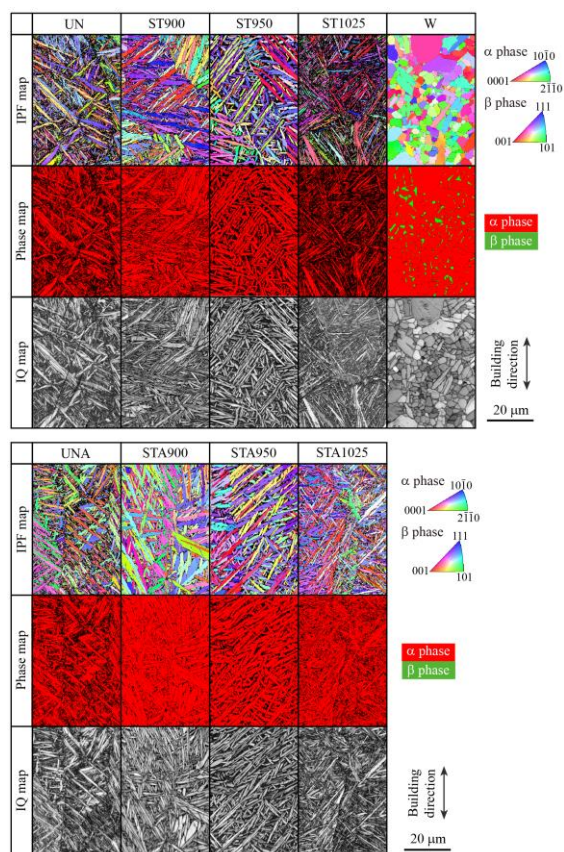 UN ST900 ST950 ST1025 W
IPF map
α phase
101̄0
0001
21̄1̄0
β phase
111
001
101
Phase map
α phase
β phase
IQ map
Building
direction
20 μm
UNA STA900 STA950 STA1025
IPF map
α phase
101̄0
0001
21̄1̄0
β phase
111
001
101
Phase map
α phase
β phase
IQ map
Building
direction
20 μm